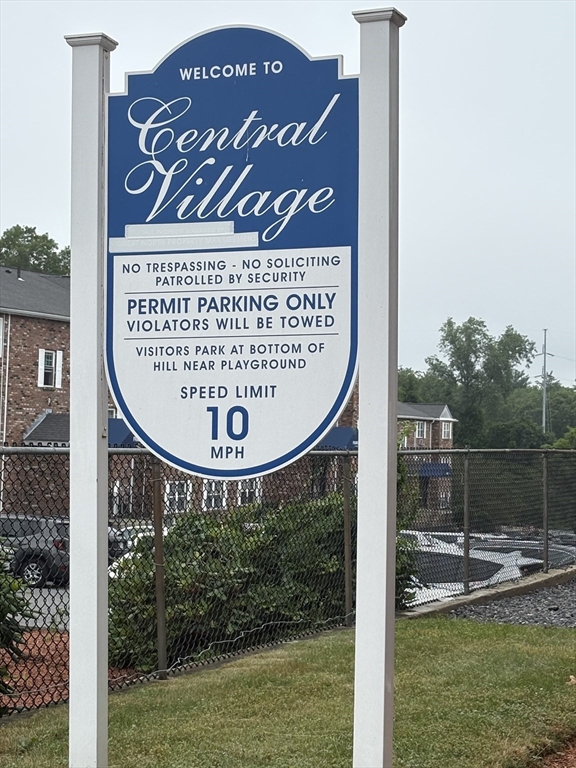 WELCOME TO
Central
Village
NO TRESPASSING - NO SOLICITING
PATROLLED BY SECURITY
PERMIT PARKING ONLY
VIOLATORS WILL BE TOWED
VISITORS PARK AT BOTTOM OF
HILL NEAR PLAYGROUND
SPEED LIMIT
10
MPH